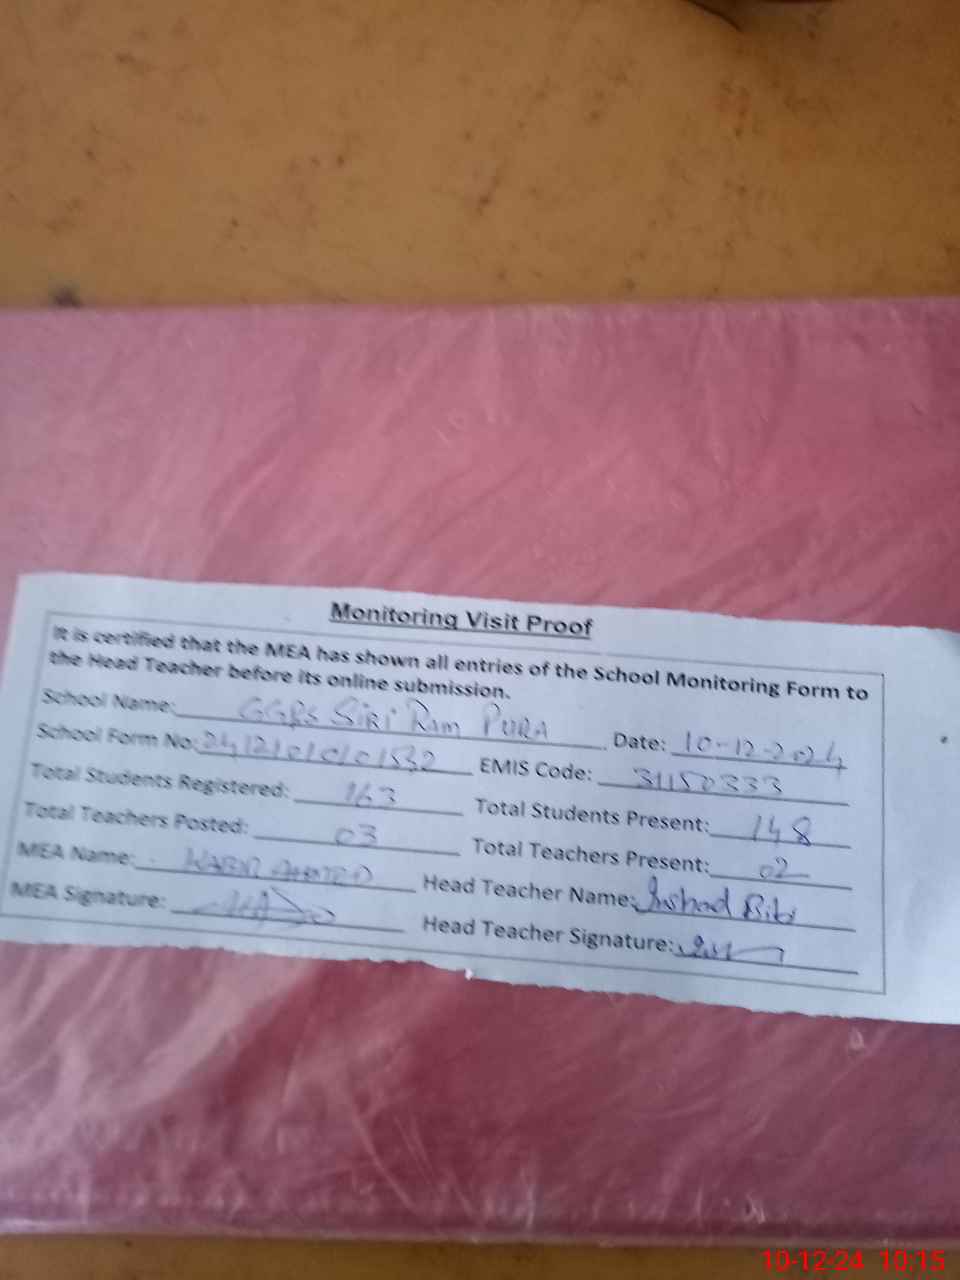 Monitoring Visit Proof
It is certified that the MEA has shown all entries of the School Monitoring Form to
the Head Teacher before its online submission.
School Name: GGPS SIRI RAM PURA Date: 10-12-2024
School Form No: EMIS Code: 31150333
Total Students Registered: 163 Total Students Present: 148
Total Teachers Posted: 03 Total Teachers Present: 02
MEA Name: AHMED Head Teacher Name: Irshad Bibi
MEA Signature: Head Teacher Signature:
10-12-24 10:15